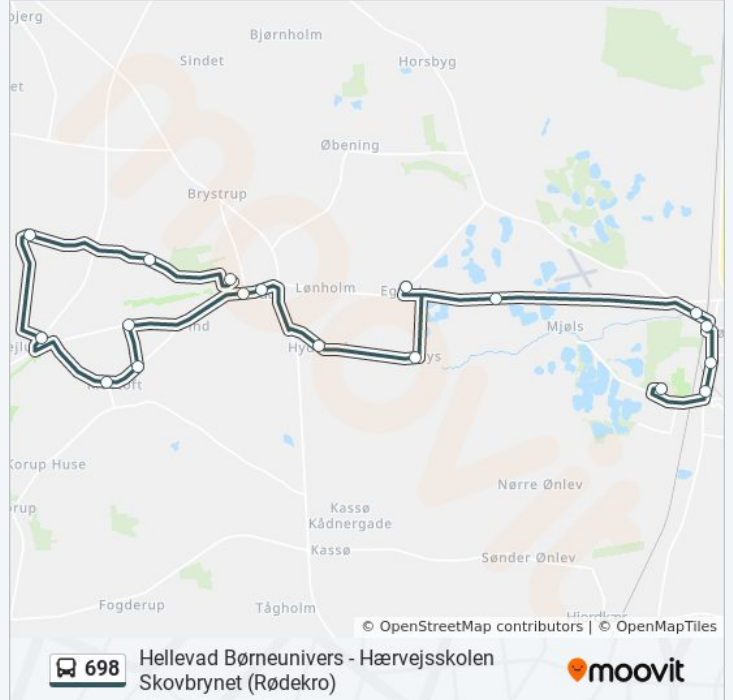 Bjørnholm
Sindet
Horsbyg
Øbening
Brystrup
Lønholm
Mjøls
Korup Huse
Nørre Ønlev
Kassø
Kådnergade
Kassø
Sønder Ønlev
Fogderup
Tågholm
© OpenStreetMap contributors | © OpenMapTiles
698
Hellevad Børneunivers - Hærvejsskolen
Skovbrynet (Rødekro)
moovit